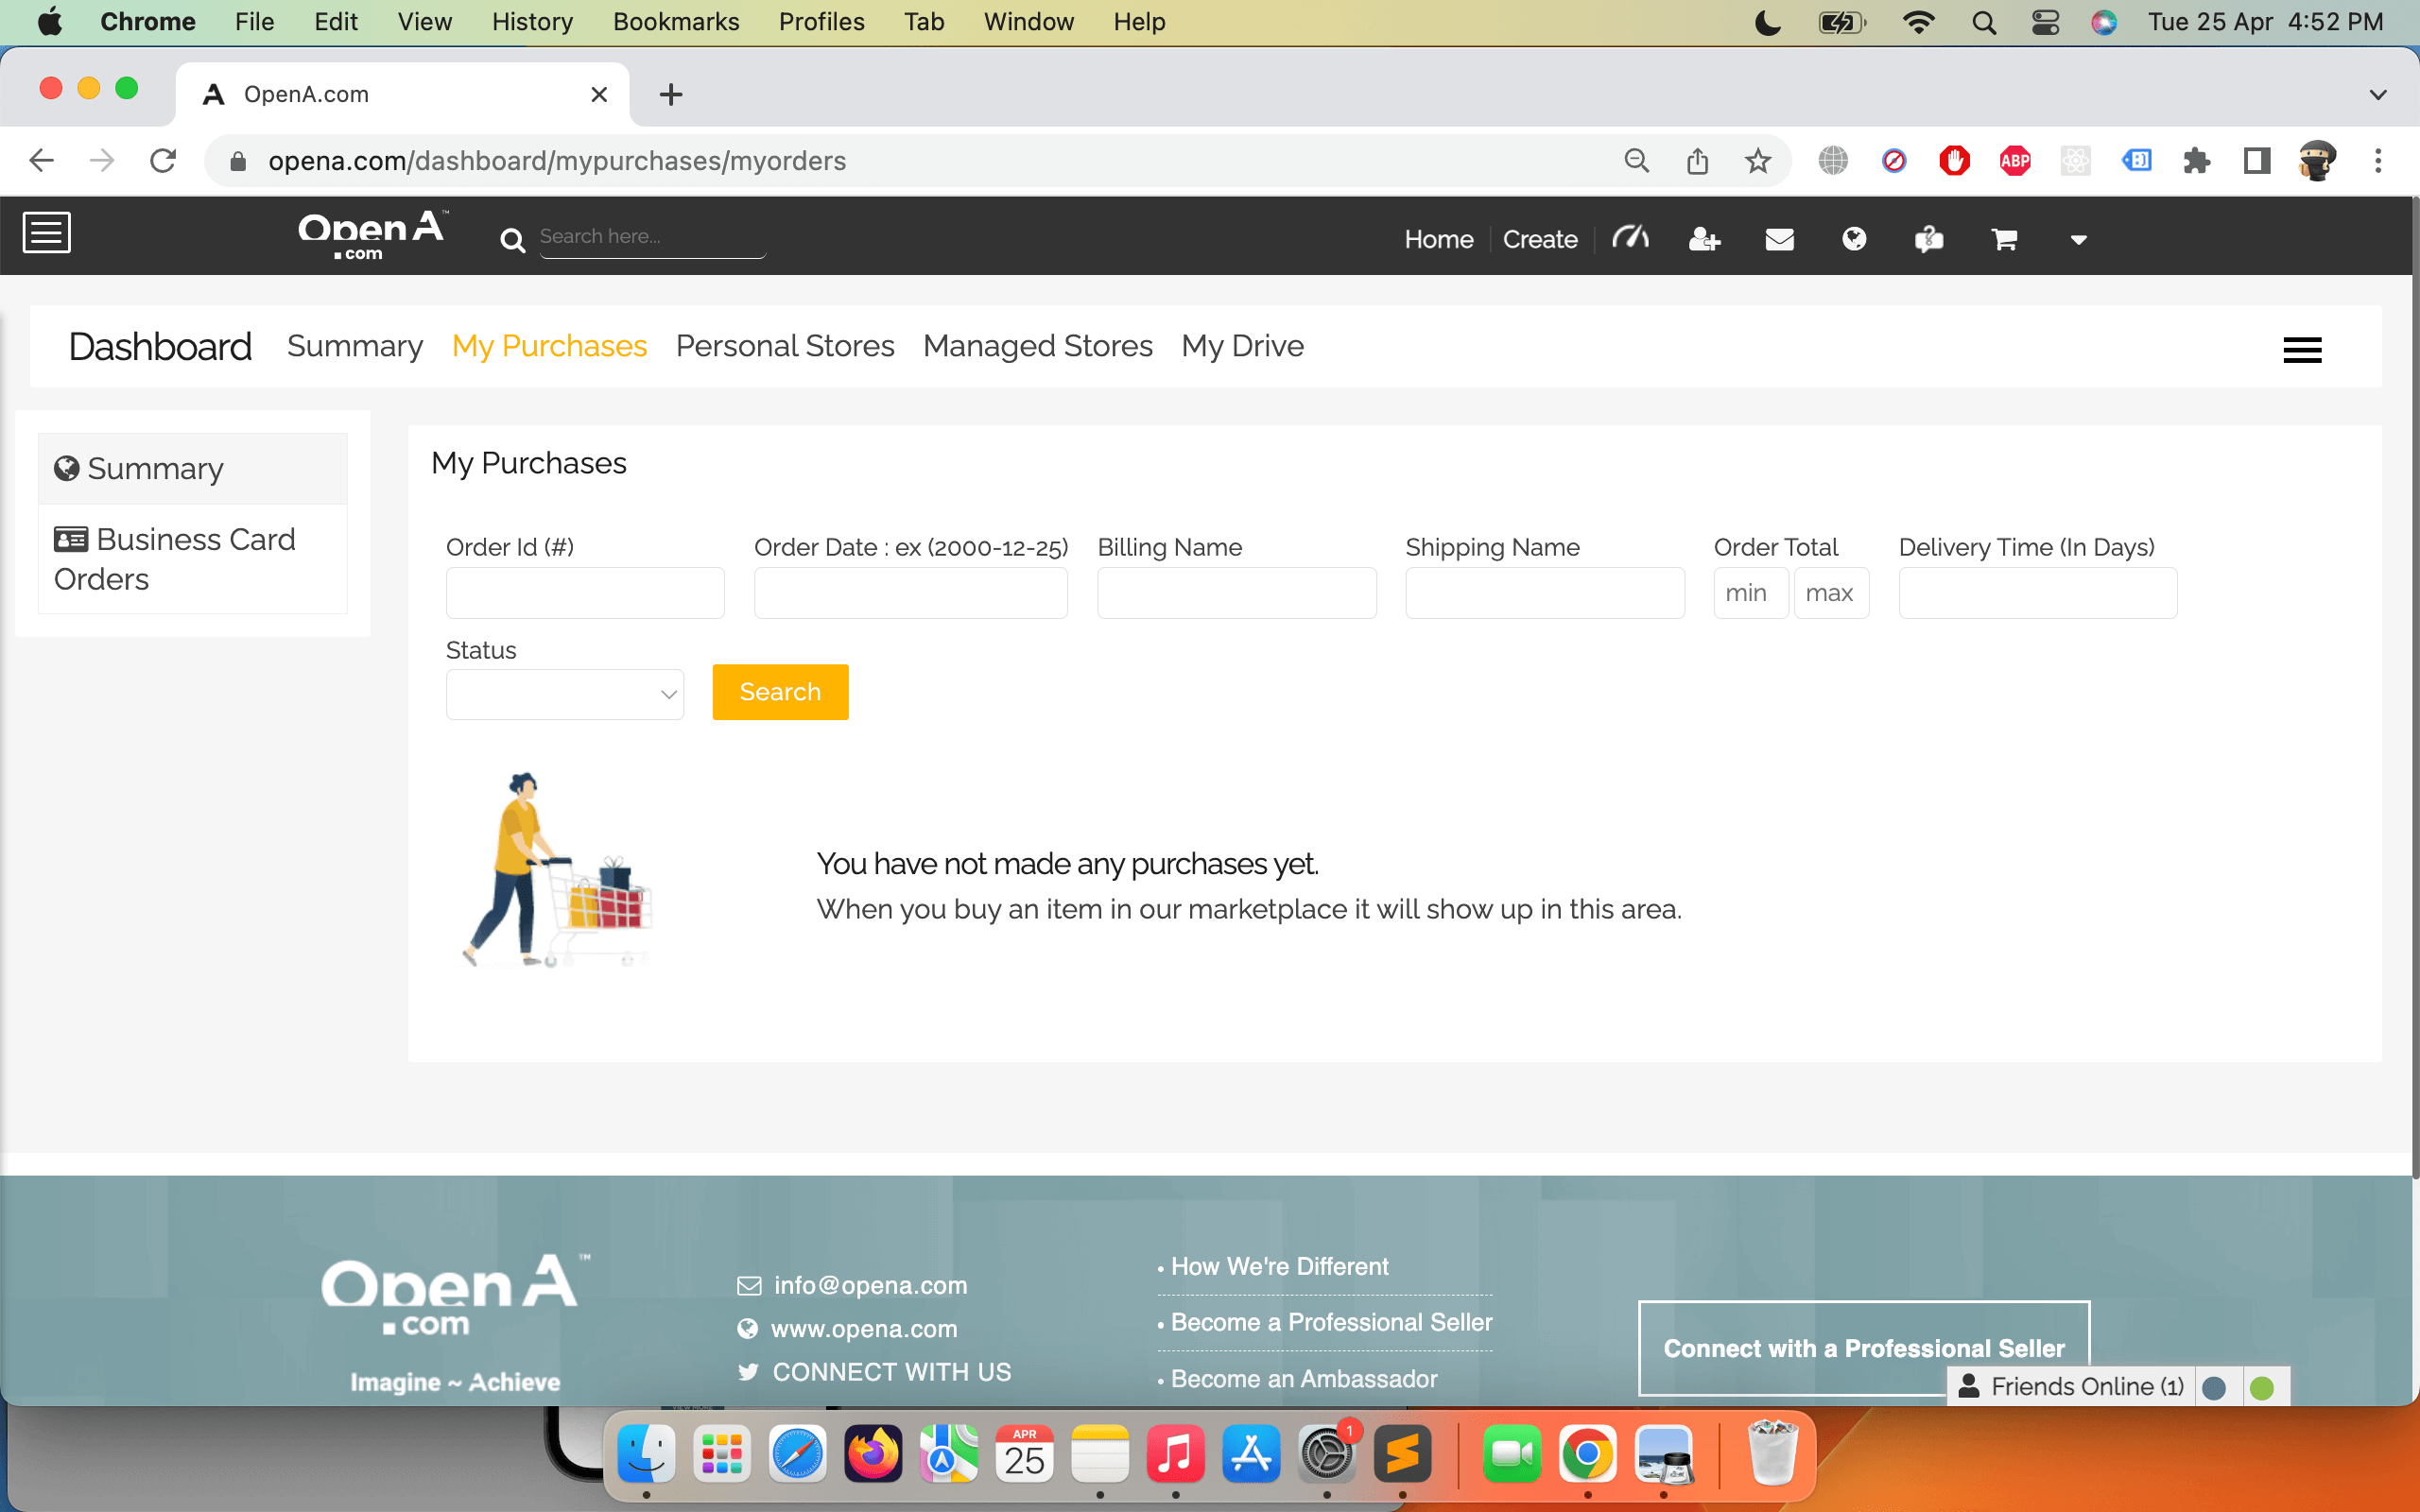 Chrome File Edit View History Bookmarks Profiles Tab Window Help Tue 25 Apr 4:52 PM
OpenA.com
opena.com/dashboard/mypurchases/myorders
ABP
Open A™
.com
Search here...
Home Create
Dashboard Summary My Purchases Personal Stores Managed Stores My Drive
Summary
Business Card
Orders
My Purchases
Order Id (#) Order Date : ex (2000-12-25) Billing Name Shipping Name Order Total Delivery Time (In Days)
min max
Status
Search
You have not made any purchases yet.
When you buy an item in our marketplace it will show up in this area.
Open A™
.com
Imagine ~ Achieve
info@opena.com
www.opena.com
CONNECT WITH US
• How We're Different
• Become a Professional Seller
• Become an Ambassador
Connect with a Professional Seller
Friends Online (1)
APR
25
1